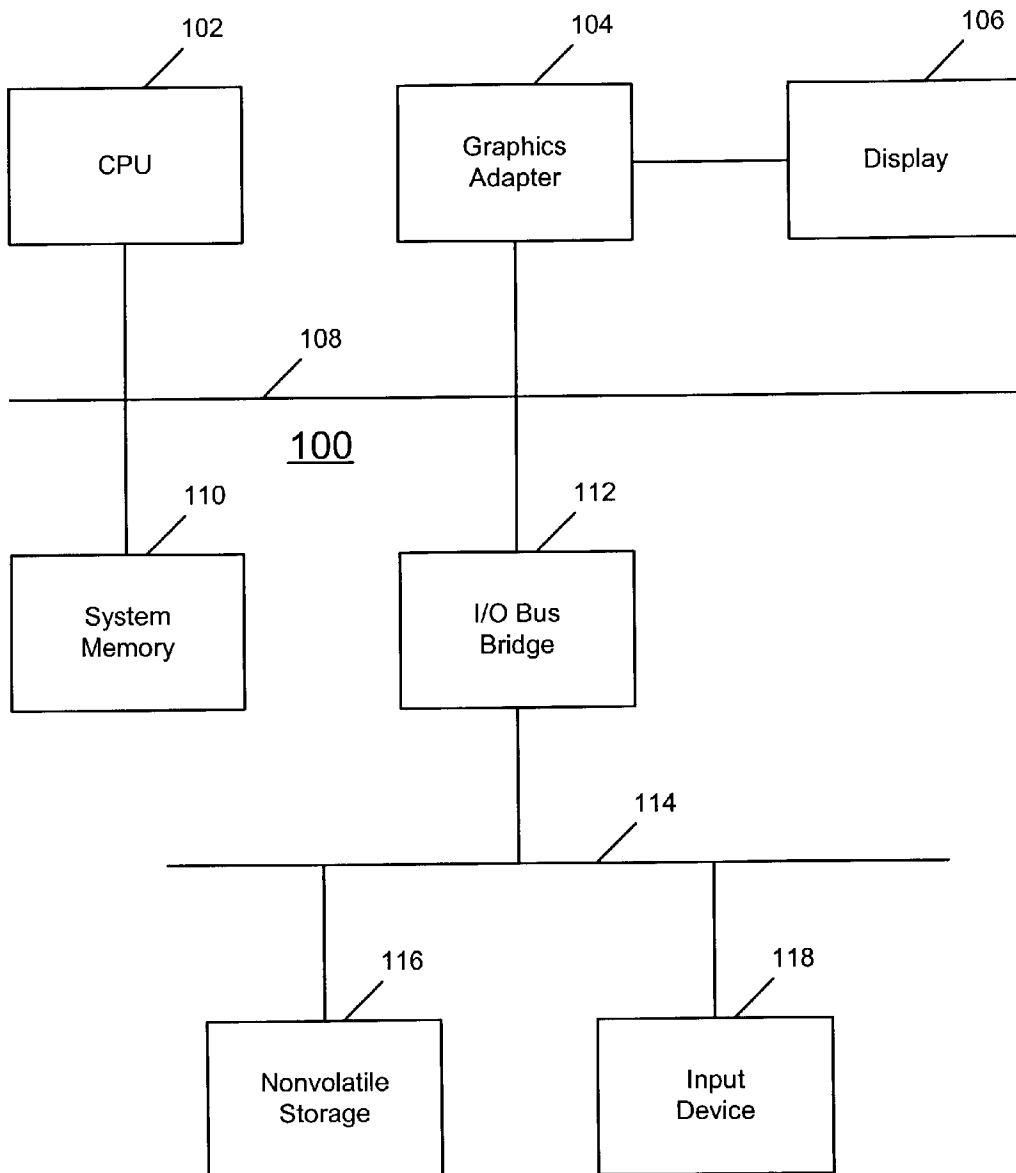 102
104
106
CPU
Graphics
Adapter
Display
108
100
110
112
System
Memory
I/O Bus
Bridge
114
116
118
Nonvolatile
Storage
Input
Device